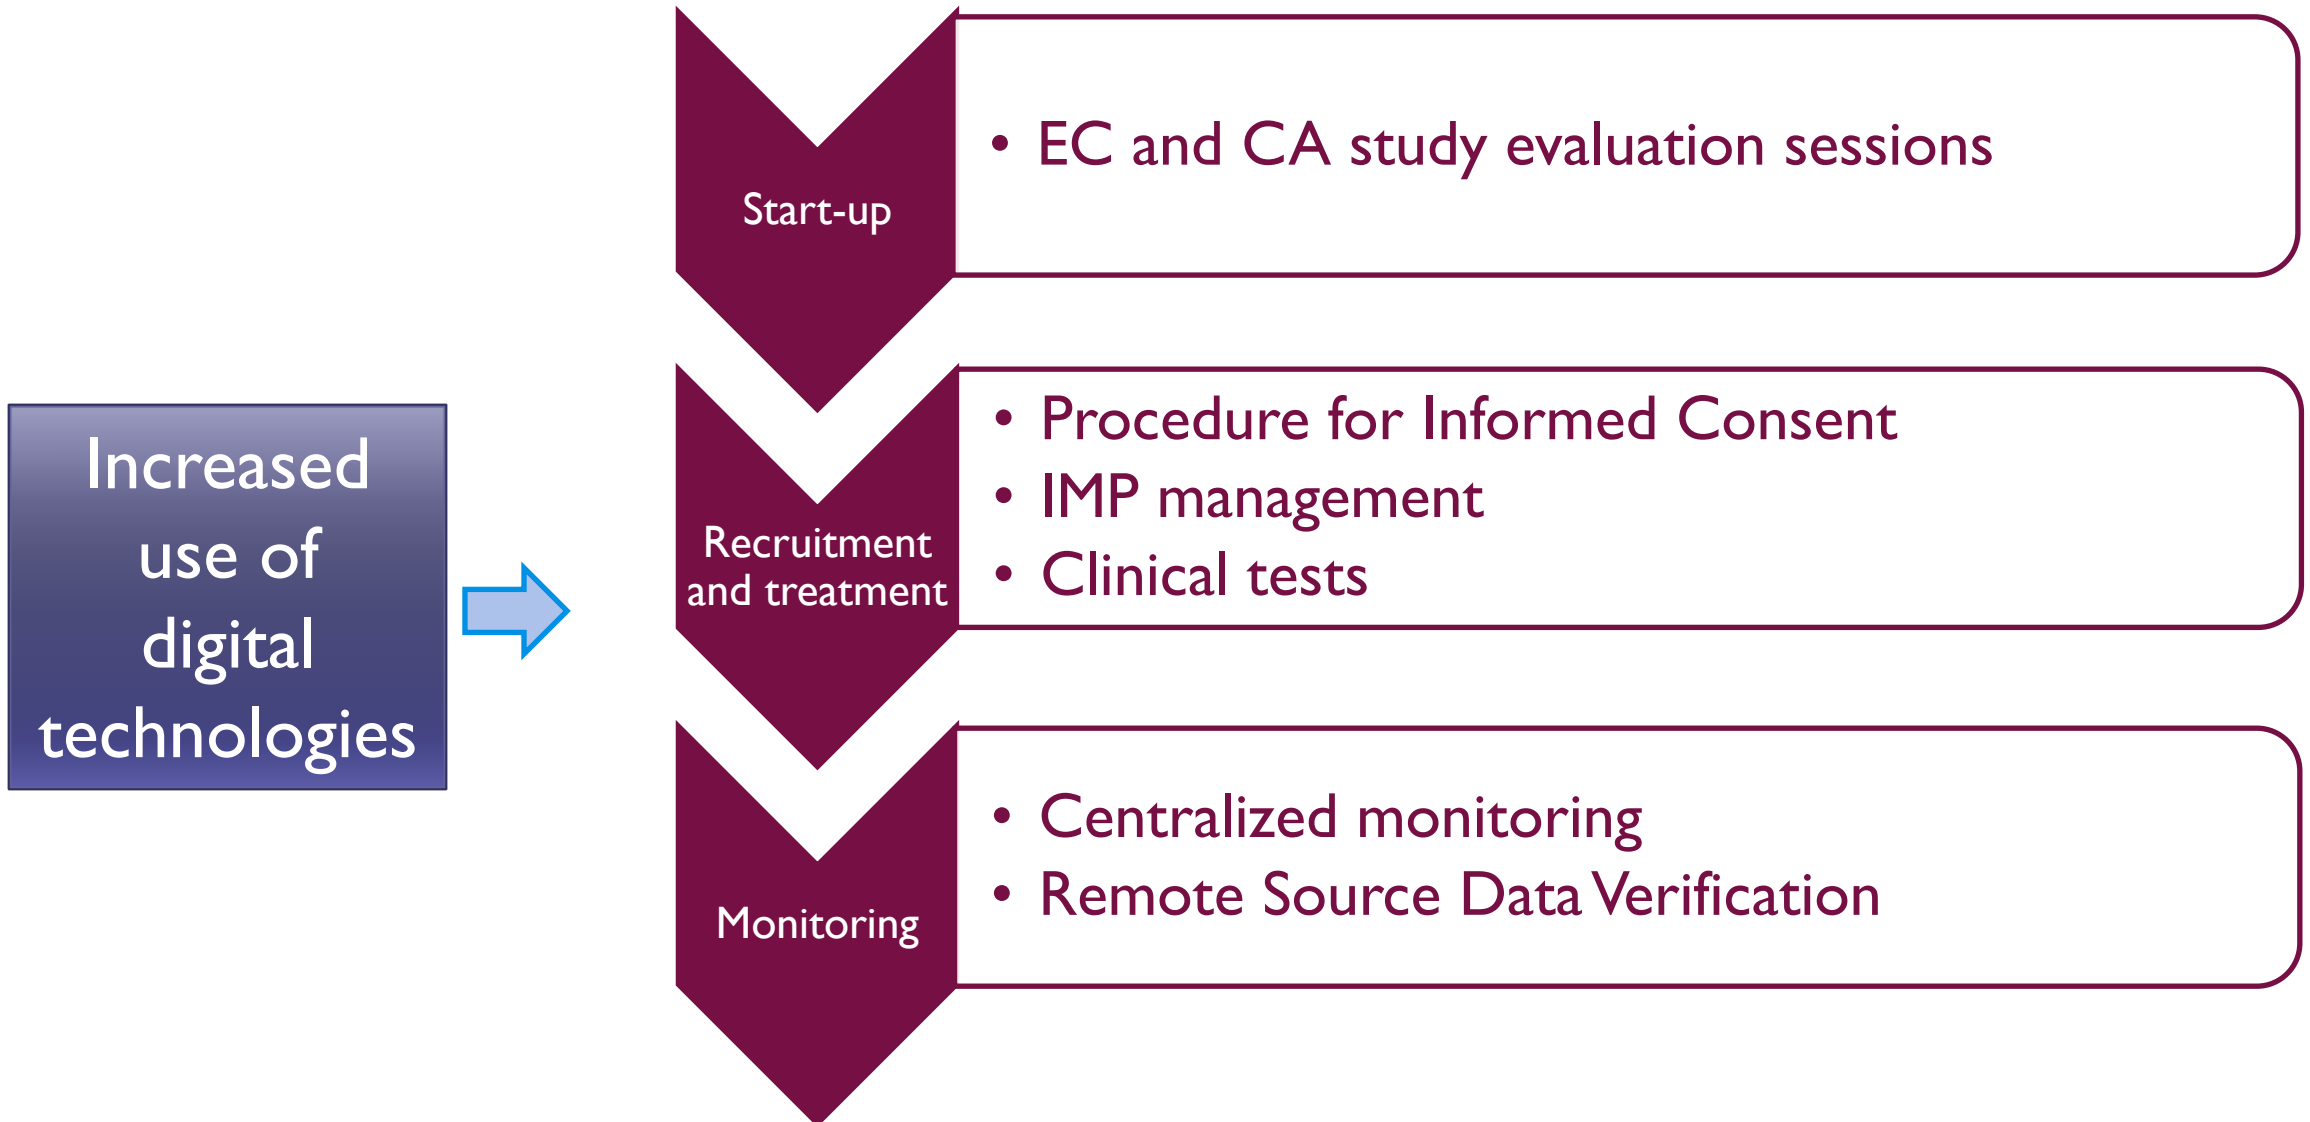 Increased
use of
digital
technologies
Start-up
• EC and CA study evaluation sessions
Recruitment
and treatment
• Procedure for Informed Consent
• IMP management
• Clinical tests
Monitoring
• Centralized monitoring
• Remote Source Data Verification